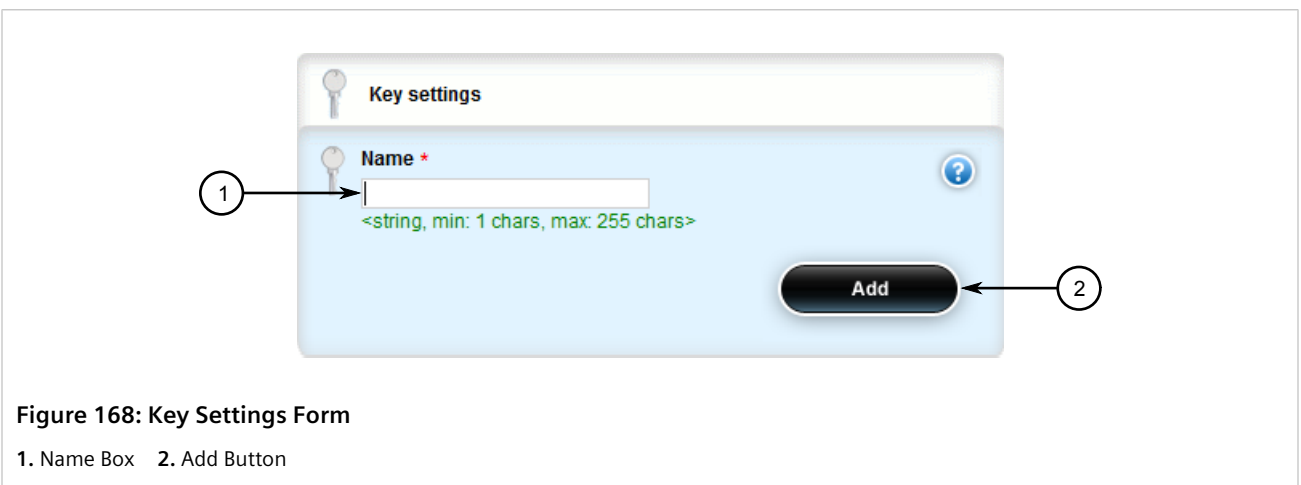 Key settings
Name *
?
1
<string, min: 1 chars, max: 255 chars>
Add
2
Figure 168: Key Settings Form
1. Name Box 2. Add Button